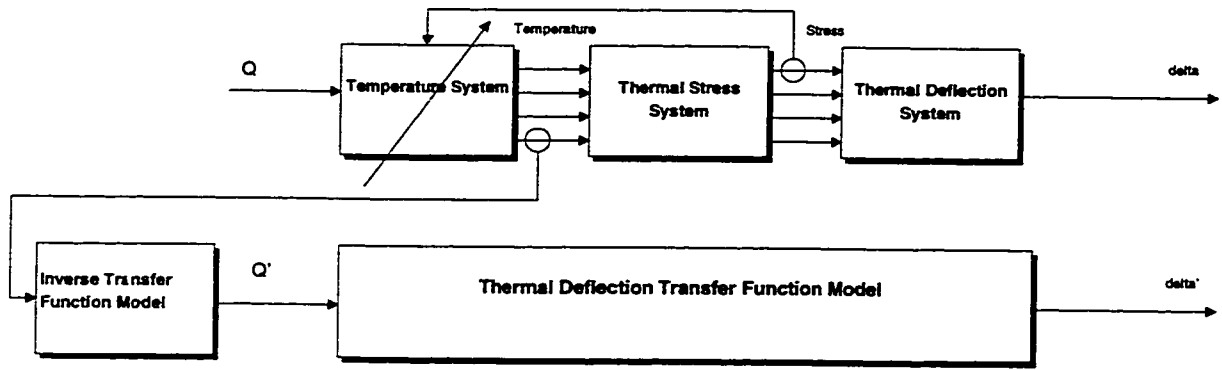 Temperature
Stress
Q
Temperature System
Thermal Stress
System
Thermal Deflection
System
delta
Inverse Transfer
Function Model
Q'
Thermal Deflection Transfer Function Model
delta'